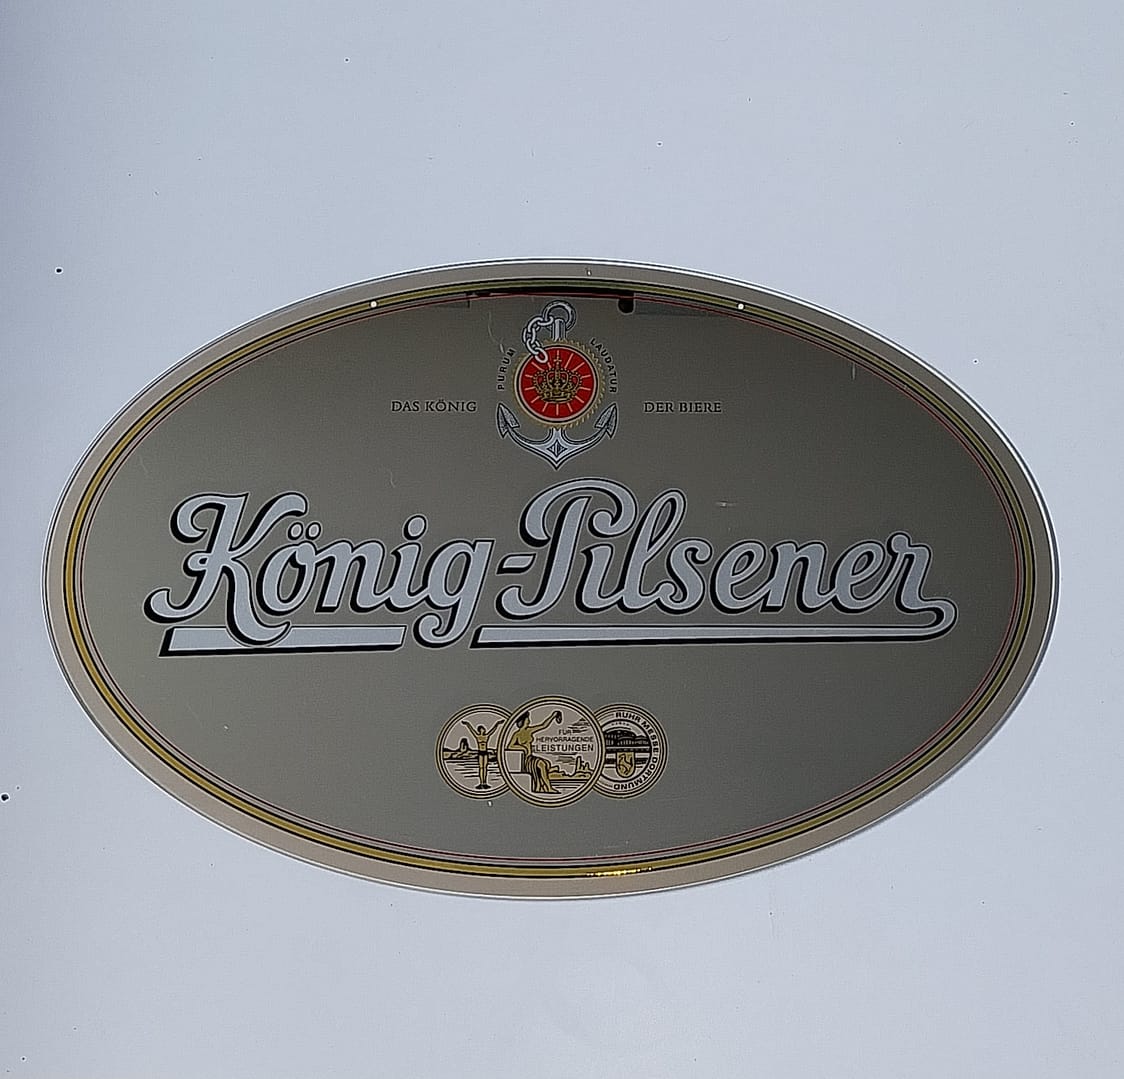 PURUM LAUDATUR
DAS KÖNIG DER BIERE
König-Pilsener
FÜR
HERVORRAGENDE
LEISTUNGEN
RUHR MESSE DORTMUND